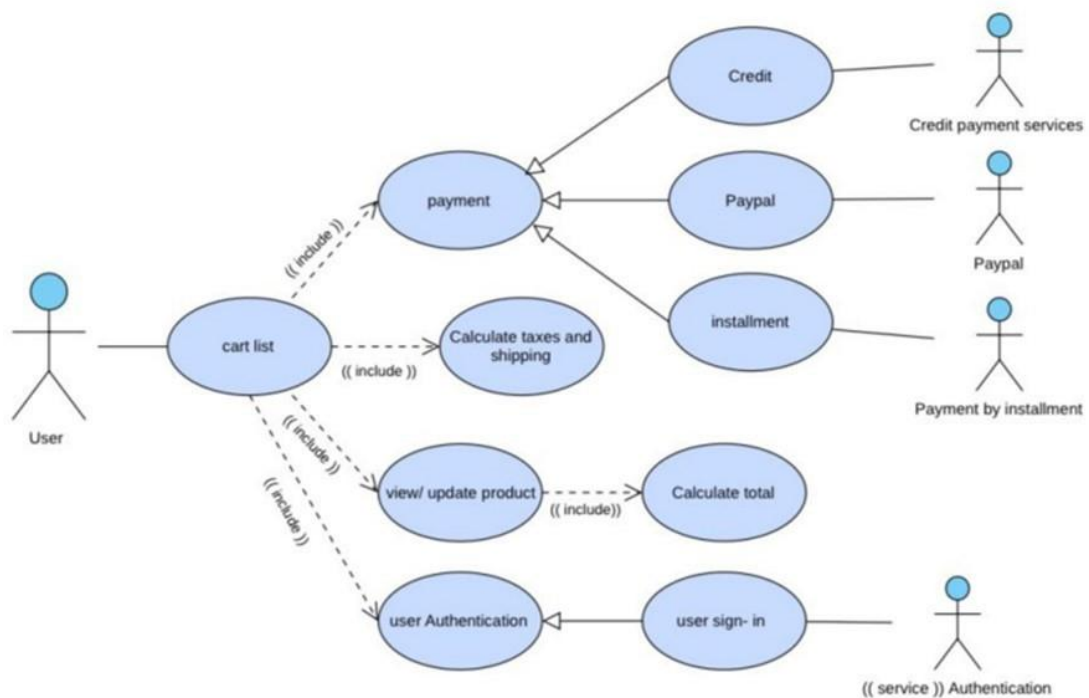 Credit
Credit payment services
(( include ))
payment
Paypal
Paypal
User
cart list
(( include ))
Calculate taxes and
shipping
installment
Payment by installment
(( include ))
view/ update product
(( include))
Calculate total
(( include ))
user Authentication
user sign- in
(( service )) Authentication